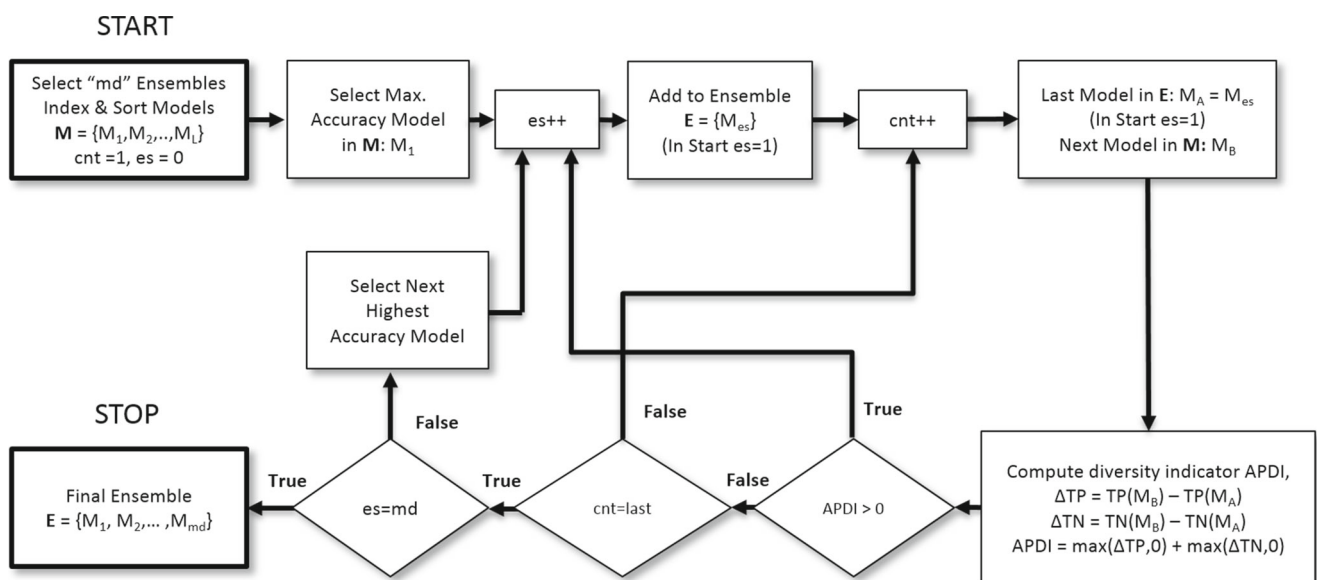 START
Select “md” Ensembles
Index & Sort Models
M = {M1,M2,..,ML}
cnt =1, es = 0
Select Max.
Accuracy Model
in M: M1
es++
Add to Ensemble
E = {Mes}
(In Start es=1)
cnt++
Last Model in E: MA = Mes
(In Start es=1)
Next Model in M: MB
Select Next
Highest
Accuracy Model
STOP
False
False
True
Final Ensemble
E = {M1, M2,… ,Mmd}
True
es=md
True
cnt=last
False
APDI > 0
Compute diversity indicator APDI,
ΔTP = TP(MB) – TP(MA)
ΔTN = TN(MB) – TN(MA)
APDI = max(ΔTP,0) + max(ΔTN,0)